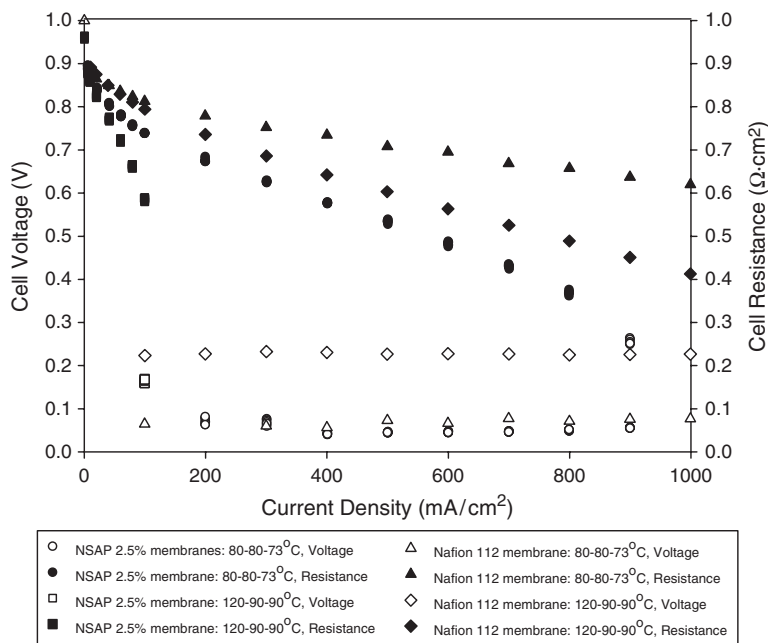 1.0
0.9
0.8
0.7
0.6
0.5
0.4
0.3
0.2
0.1
0.0
Cell Voltage (V)
1.0
0.9
0.8
0.7
0.6
0.5
0.4
0.3
0.2
0.1
0.0
Cell Resistance (Ω·cm²)
0 200 400 600 800 1000
Current Density (mA/cm²)
NSAP 2.5% membranes: 80-80-73°C, Voltage
NSAP 2.5% membrane: 80-80-73°C, Resistance
NSAP 2.5% membrane: 120-90-90°C, Voltage
NSAP 2.5% membrane: 120-90-90°C, Resistance
Nafion 112 membrane: 80-80-73°C, Voltage
Nafion 112 membrane: 80-80-73°C, Resistance
Nafion 112 membrane: 120-90-90°C, Voltage
Nafion 112 membrane: 120-90-90°C, Resistance